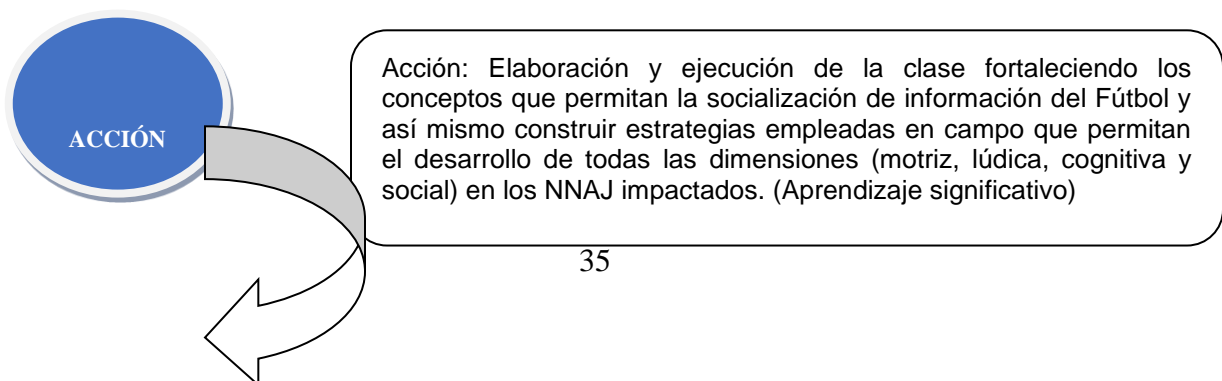 ACCIÓN
Acción: Elaboración y ejecución de la clase fortaleciendo los
conceptos que permitan la socialización de información del Fútbol y
así mismo construir estrategias empleadas en campo que permitan
el desarrollo de todas las dimensiones (motriz, lúdica, cognitiva y
social) en los NNAJ impactados. (Aprendizaje significativo)
35